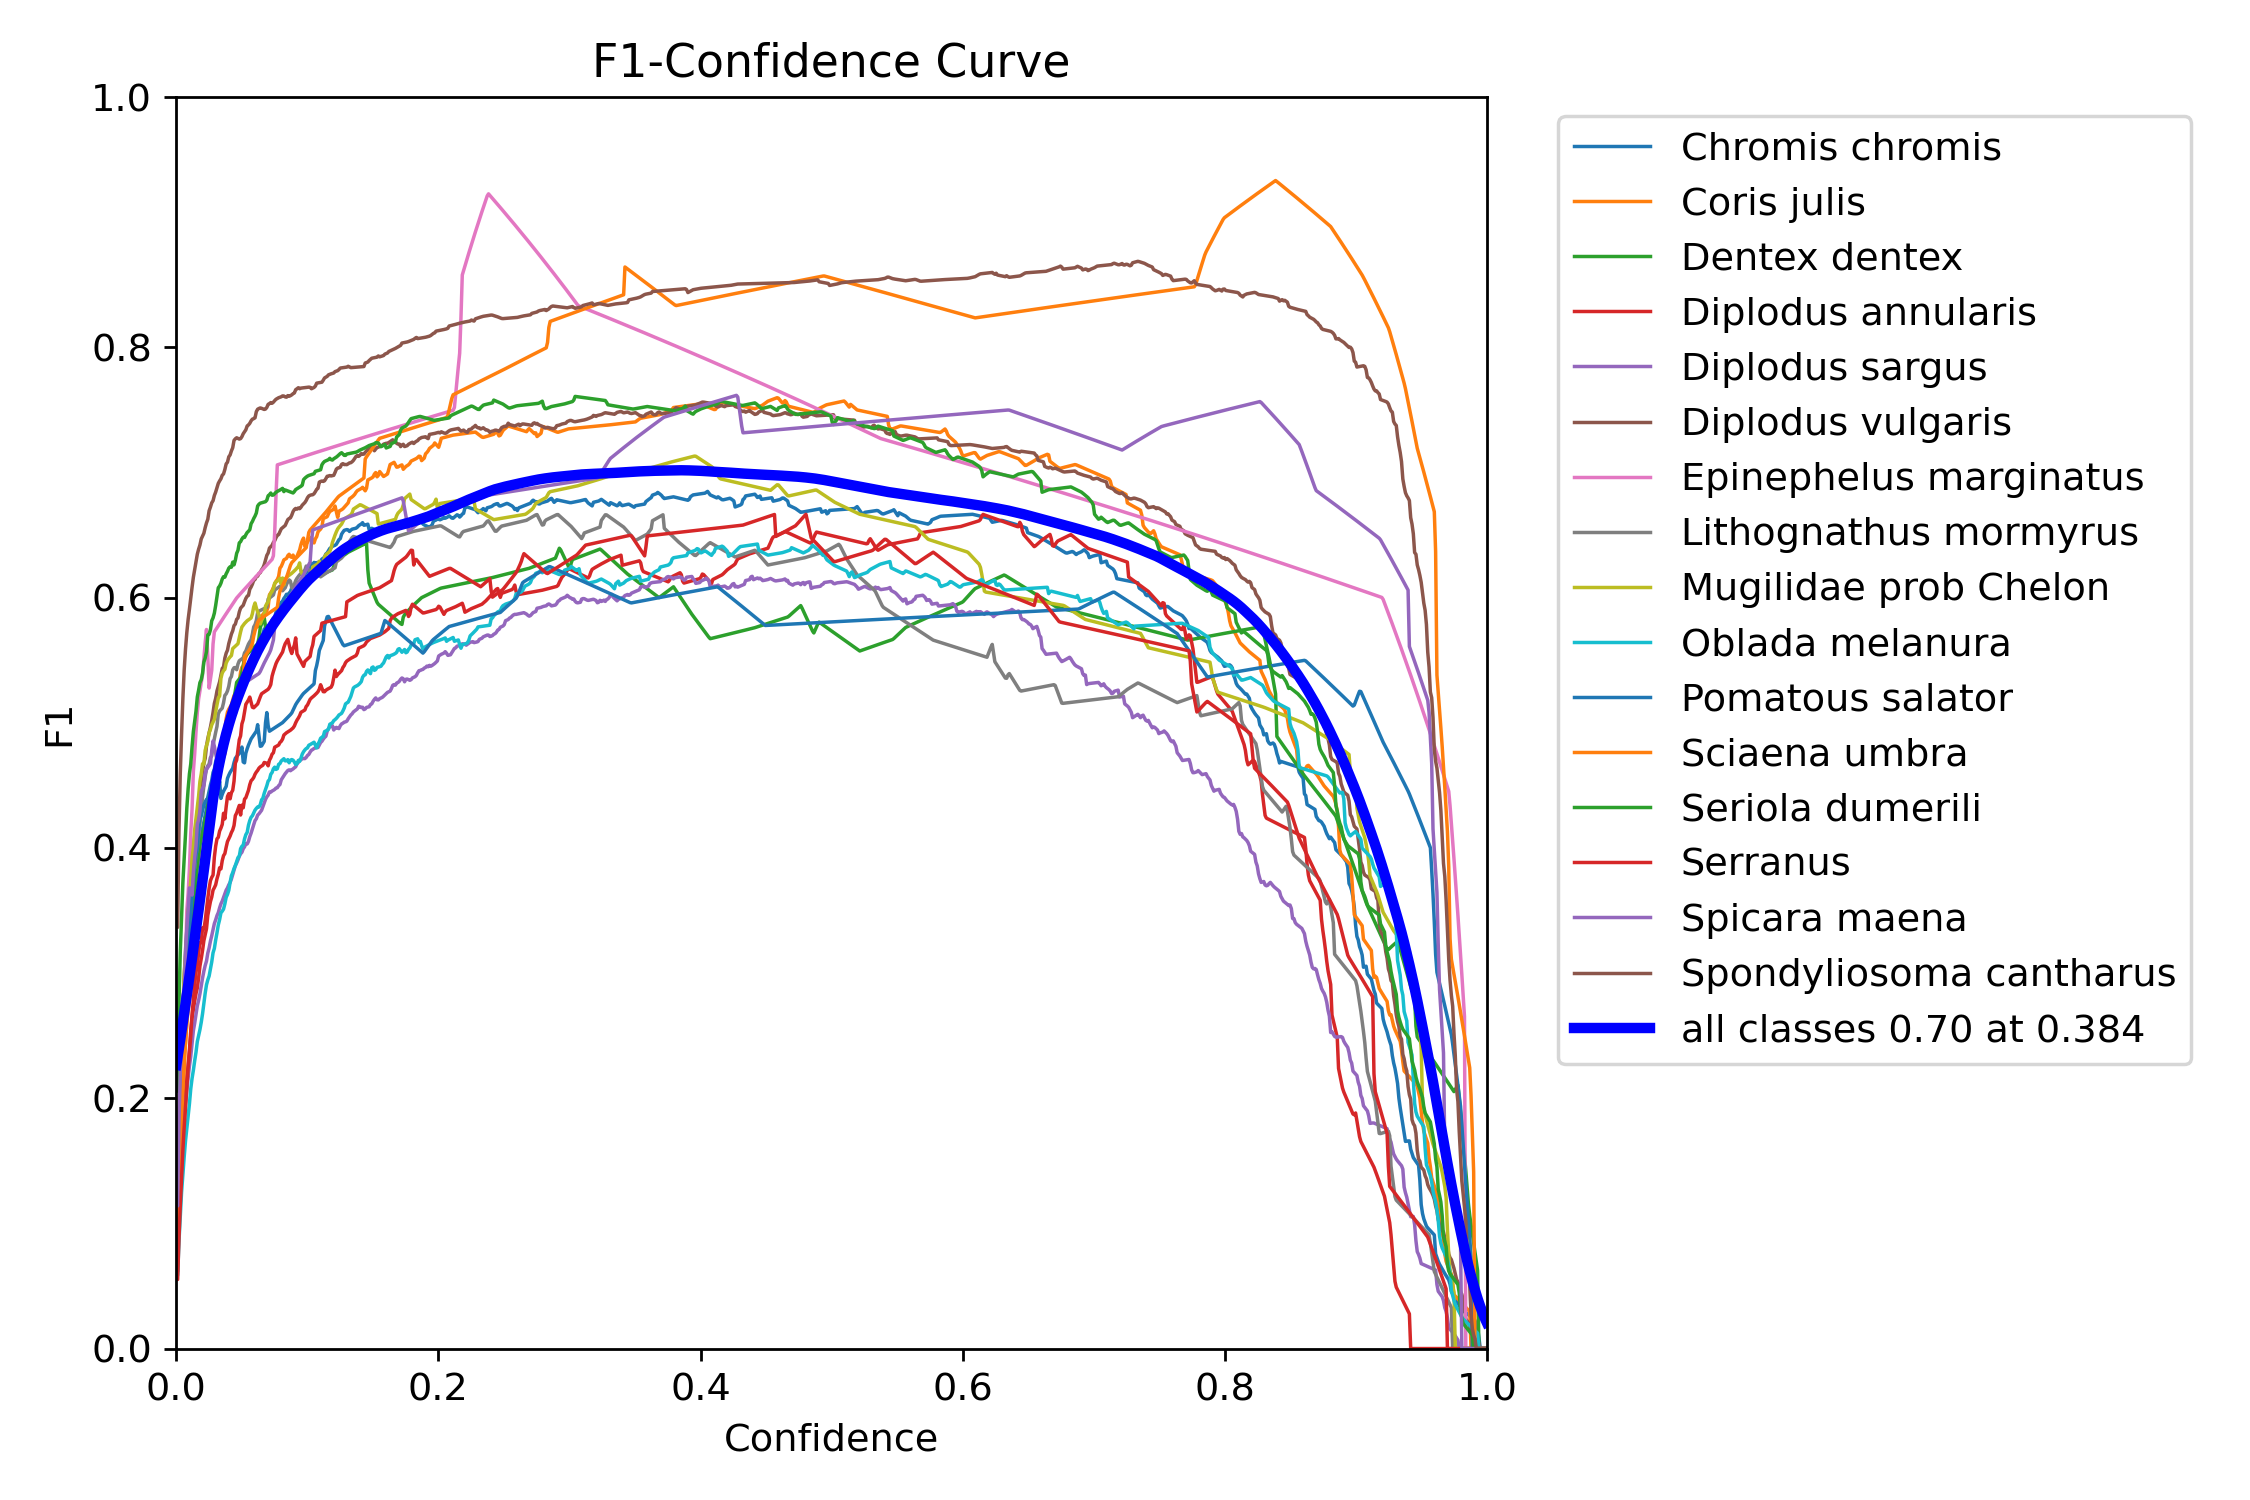 F1-Confidence Curve
1.0
0.8
0.6
0.4
0.2
0.0
F1
0.0 0.2 0.4 0.6 0.8 1.0
Confidence
Chromis chromis
Coris julis
Dentex dentex
Diplodus annularis
Diplodus sargus
Diplodus vulgaris
Epinephelus marginatus
Lithognathus mormyrus
Mugilidae prob Chelon
Oblada melanura
Pomatous salator
Sciaena umbra
Seriola dumerili
Serranus
Spicara maena
Spondyliosoma cantharus
all classes 0.70 at 0.384